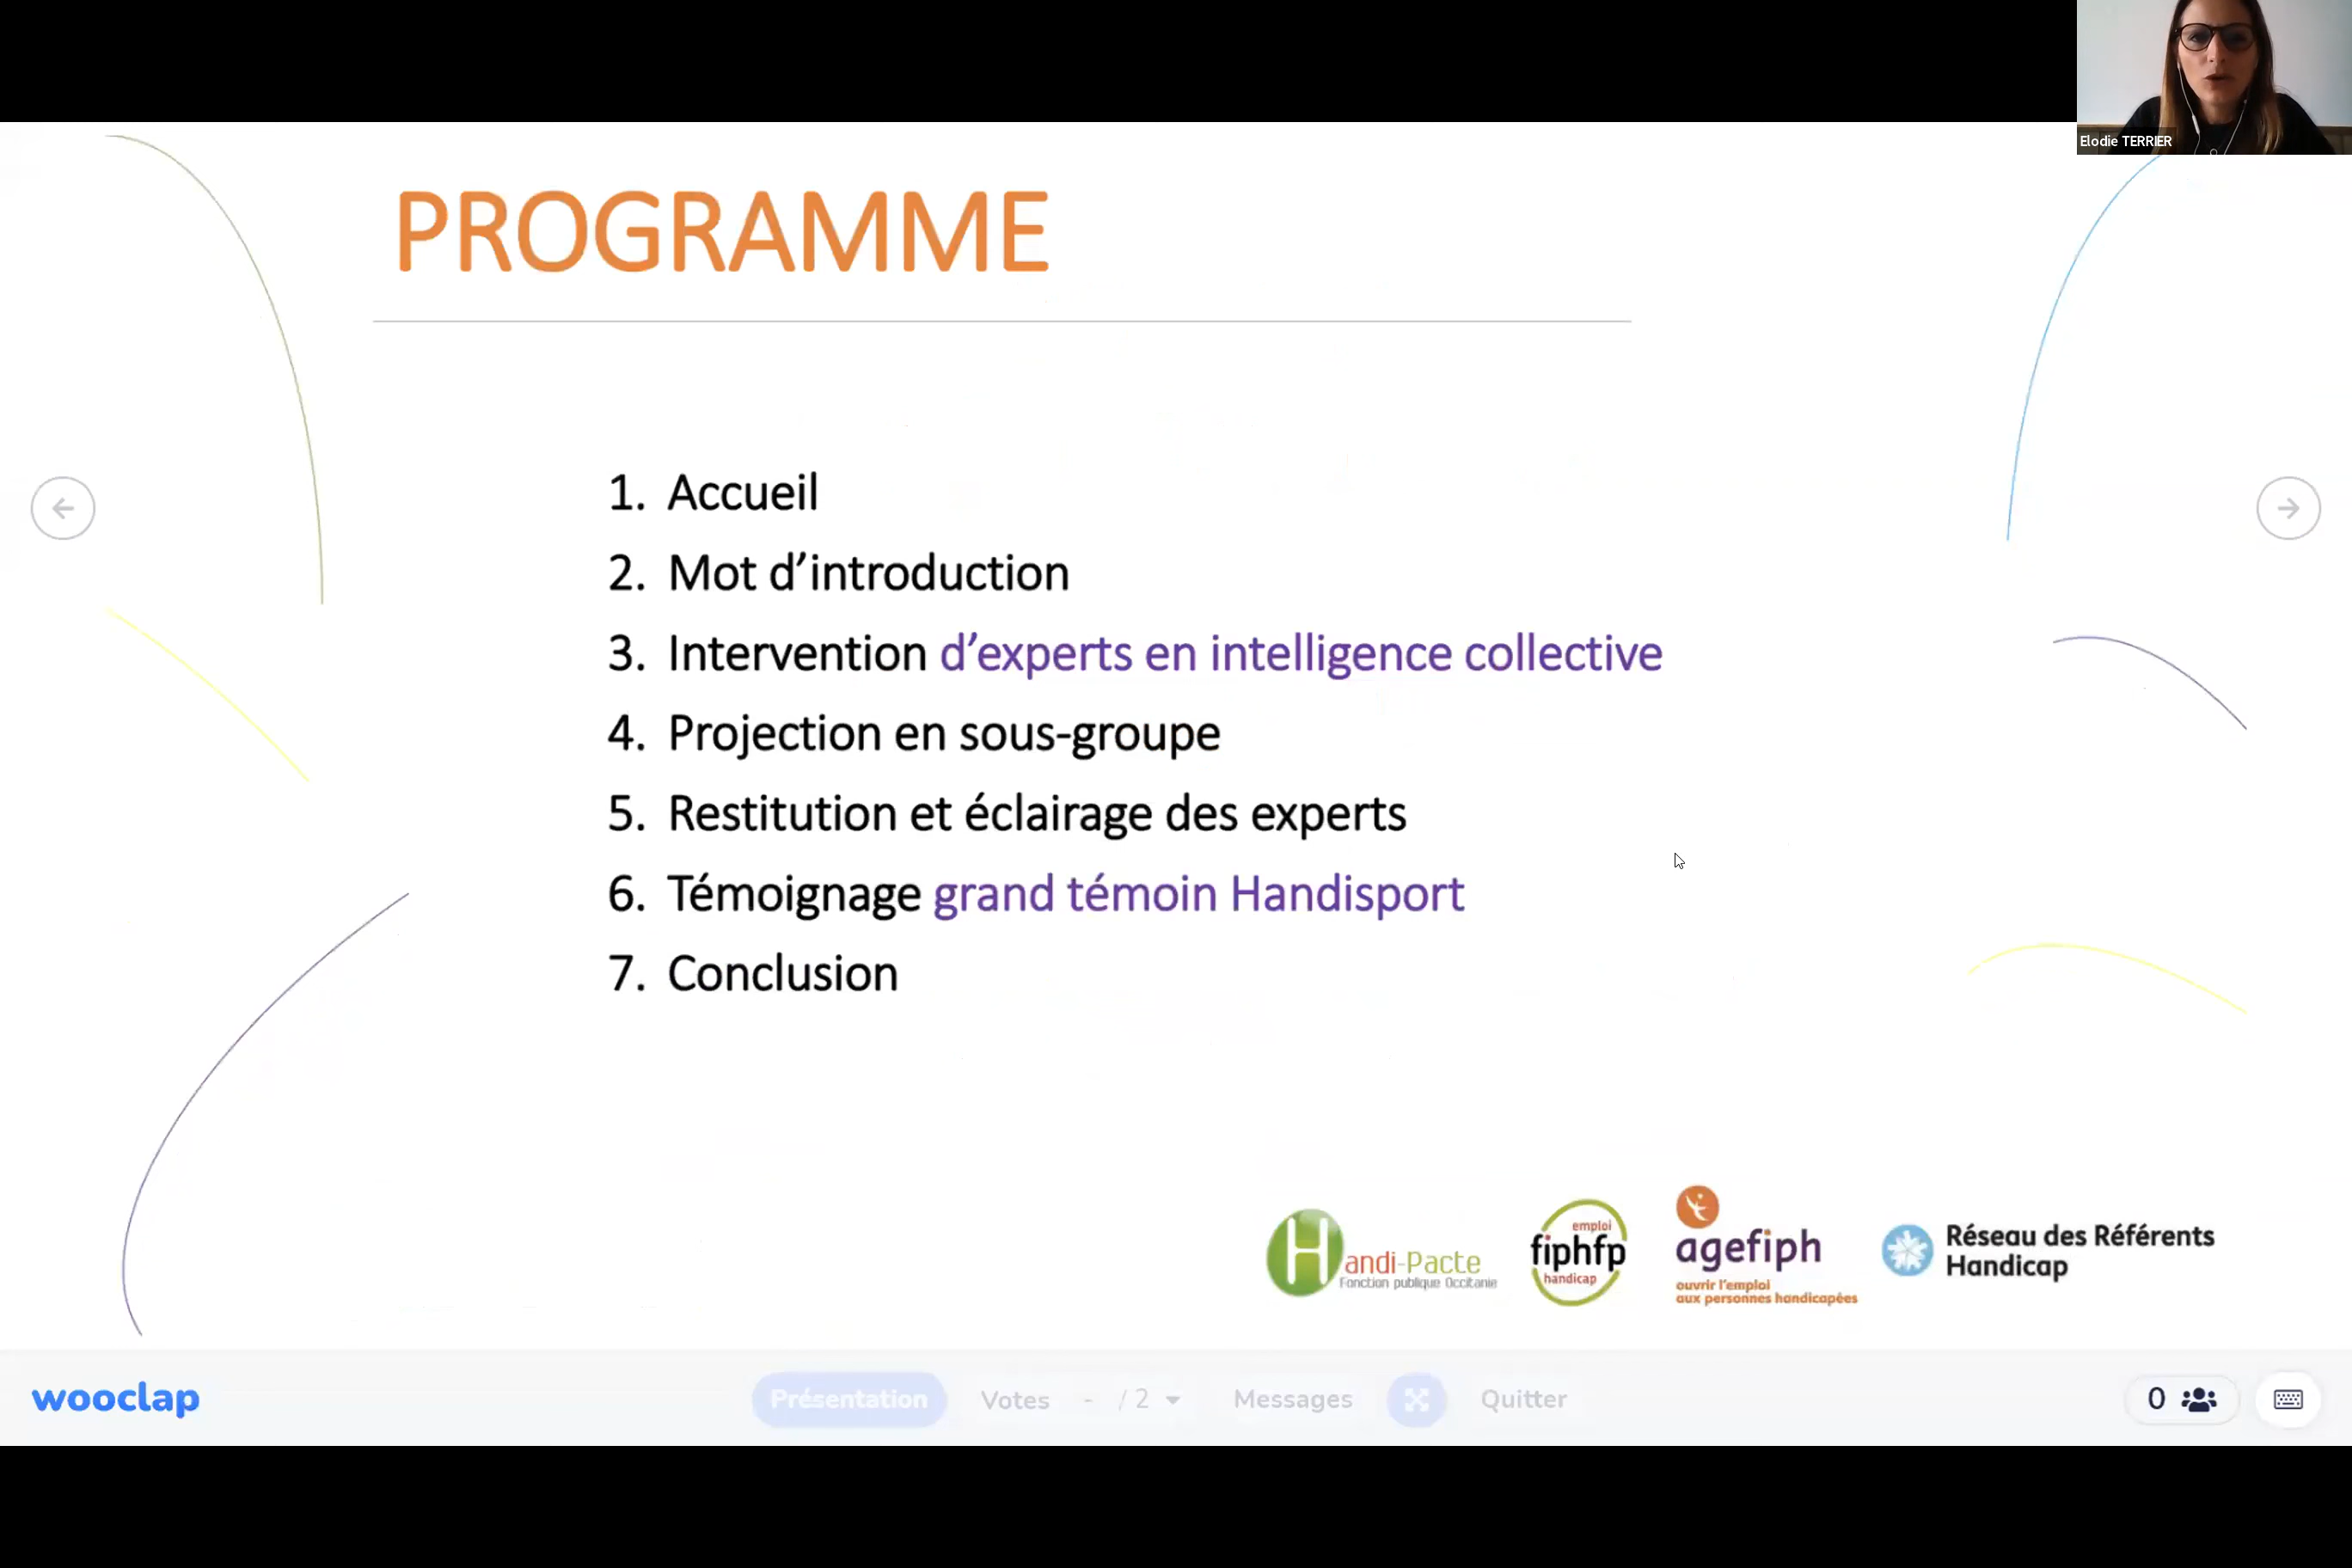 Elodie TERRIER
PROGRAMME
1. Accueil
2. Mot d’introduction
3. Intervention d’experts en intelligence collective
4. Projection en sous-groupe
5. Restitution et éclairage des experts
6. Témoignage grand témoin Handisport
7. Conclusion
Handi-Pacte
Fonction publique Occitanie
emploi
fiphfp
handicap
agefiph
ouvrir l’emploi
aux personnes handicapées
Réseau des Référents
Handicap
wooclap
Présentation
Votes - / 2
Messages
Quitter
0